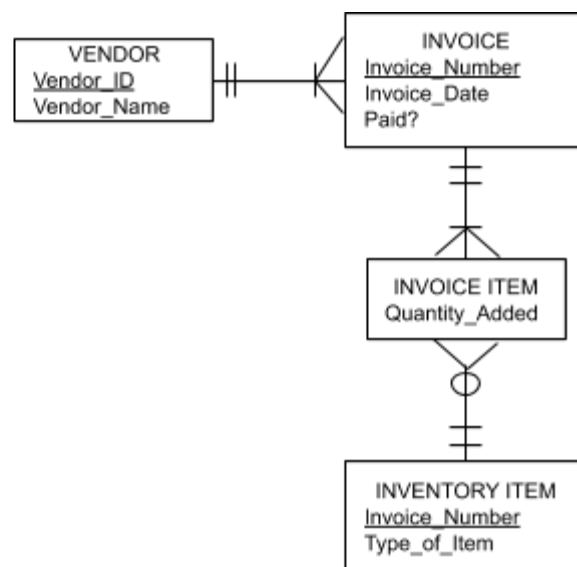 VENDOR
Vendor_ID
Vendor_Name
INVOICE
Invoice_Number
Invoice_Date
Paid?
INVOICE ITEM
Quantity_Added
INVENTORY ITEM
Invoice_Number
Type_of_Item